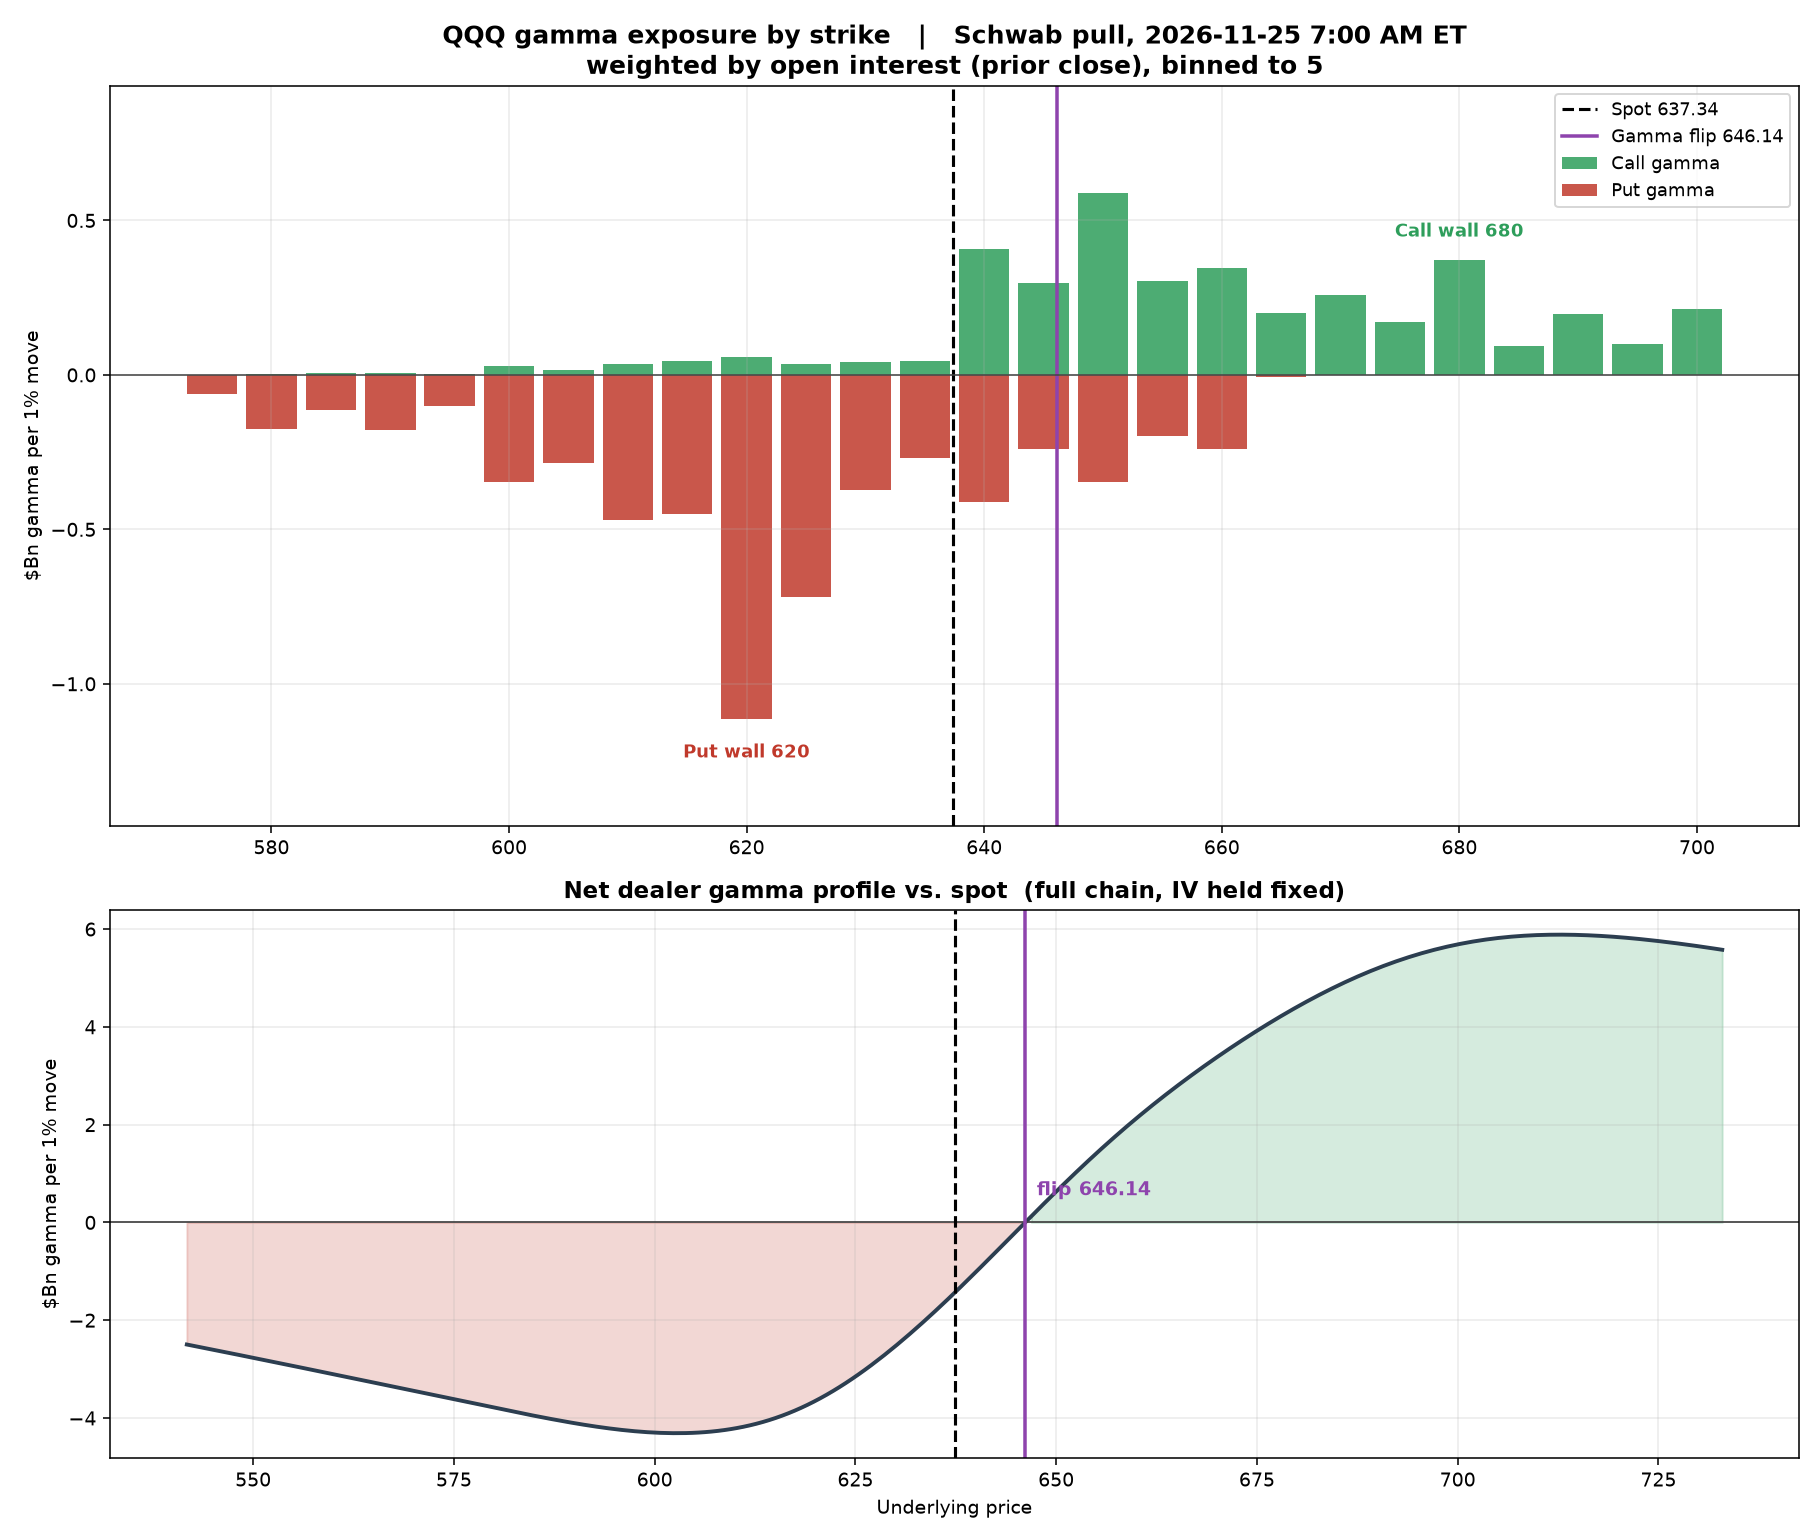 QQQ gamma exposure by strike | Schwab pull, 2026-11-25 7:00 AM ET
weighted by open interest (prior close), binned to 5
Spot 637.34
Gamma flip 646.14
Call gamma
Put gamma
Call wall 680
Put wall 620
$Bn gamma per 1% move
0.5
0.0
−0.5
−1.0
580 600 620 640 660 680 700
Net dealer gamma profile vs. spot (full chain, IV held fixed)
flip 646.14
$Bn gamma per 1% move
6
4
2
0
−2
−4
550 575 600 625 650 675 700 725
Underlying price